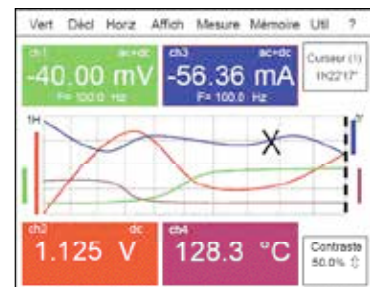 Vert Décl Horz Affich Mesure Mémoire Util ?
ch1 ac+dc
-40.00 mV
F= 100.0 Hz
ch3 ac+dc
-56.36 mA
F= 100.0 Hz
Curseur (1)
1H22'17"
1H
X
ch2 dc
1.125 V
ch4
128.3 °C
Contraste
50.0%